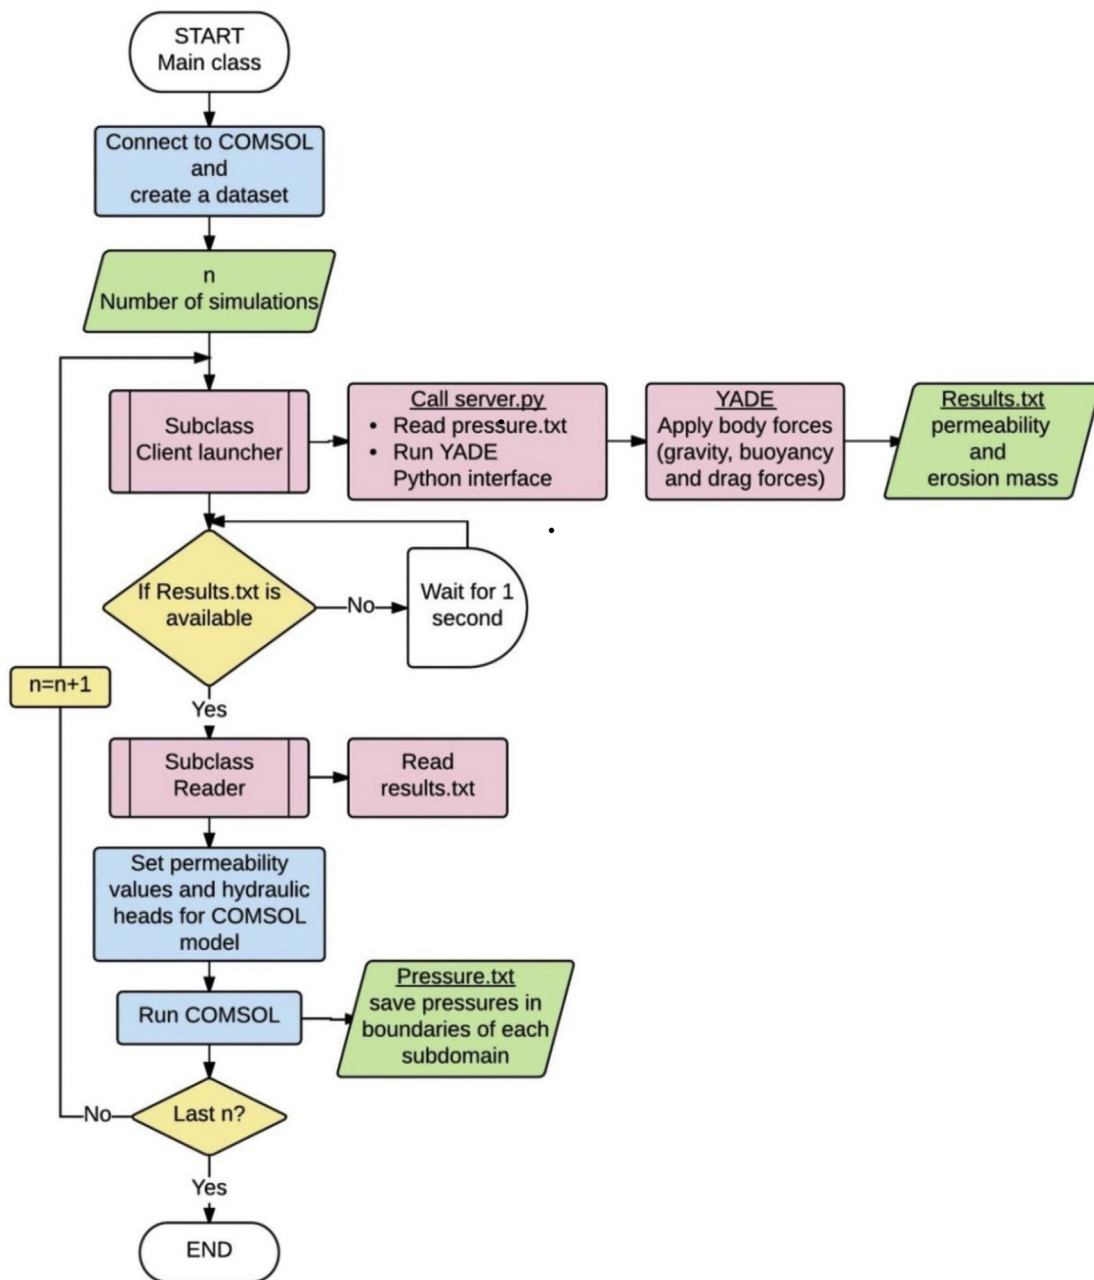 START
Main class
Connect to COMSOL
and
create a dataset
n
Number of simulations
Subclass
Client launcher
Call server.py
• Read pressure.txt
• Run YADE
Python interface
YADE
Apply body forces
(gravity, buoyancy
and drag forces)
Results.txt
permeability
and
erosion mass
If Results.txt is
available
No
Wait for 1
second
n=n+1
Yes
Subclass
Reader
Read
results.txt
Set permeability
values and hydraulic
heads for COMSOL
model
Run COMSOL
Pressure.txt
save pressures in
boundaries of each
subdomain
Last n?
No
Yes
END